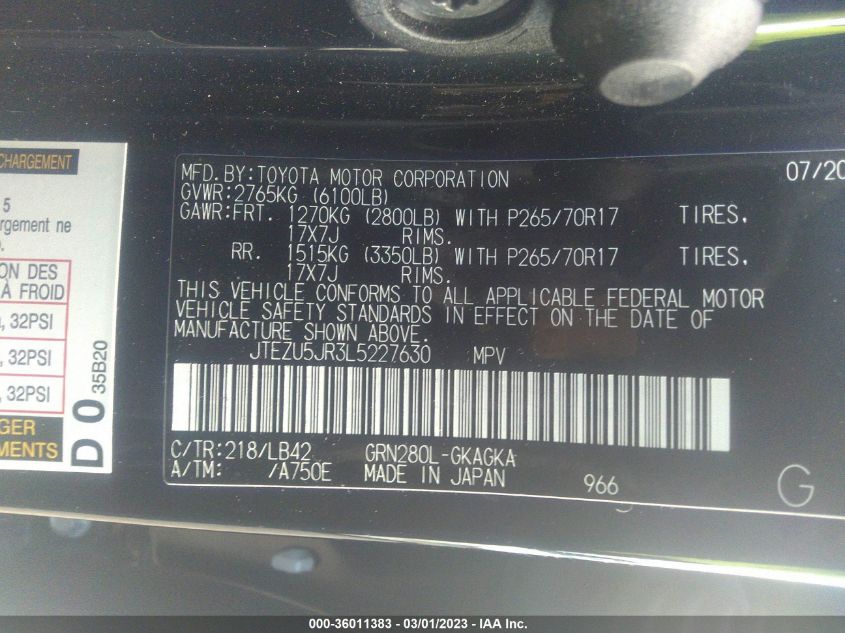 CHARGEMENT
5
rgement ne
ON DES
À FROID
, 32PSI
, 32PSI
, 32PSI
GER
MENTS
D 0
35B20
MFD.BY:TOYOTA MOTOR CORPORATION 07/20
GVWR:2765KG (6100LB)
GAWR:FRT. 1270KG (2800LB) WITH P265/70R17 TIRES,
17X7J RIMS.
RR. 1515KG (3350LB) WITH P265/70R17 TIRES,
17X7J RIMS.
THIS VEHICLE CONFORMS TO ALL APPLICABLE FEDERAL MOTOR
VEHICLE SAFETY STANDARDS IN EFFECT ON THE DATE OF
MANUFACTURE SHOWN ABOVE.
JTEZU5JR3L5227630 MPV
C/TR:218/LB42 GRN280L-GKAGKA
A/TM: /A750E MADE IN JAPAN 966
G
000-36011383 - 03/01/2023 - IAA Inc.